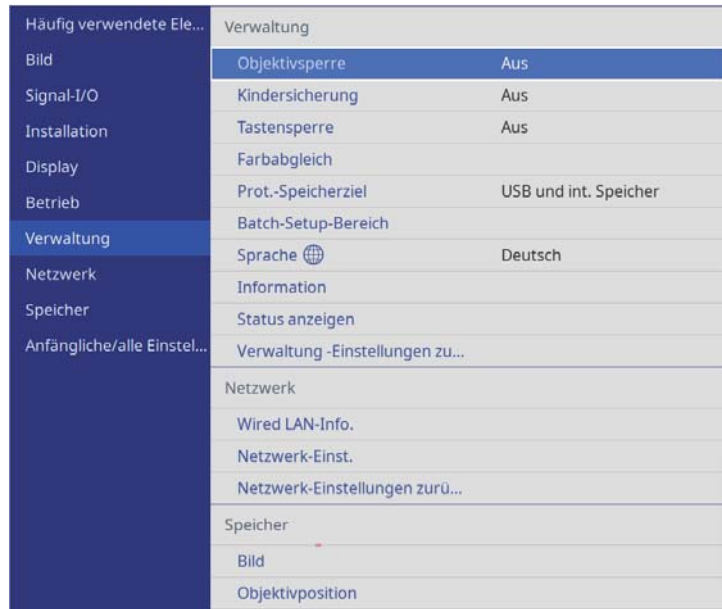 Häufig verwendete Ele...
Bild
Signal-I/O
Installation
Display
Betrieb
Verwaltung
Netzwerk
Speicher
Anfängliche/alle Einstel...
Verwaltung
Objektivsperre Aus
Kindersicherung Aus
Tastensperre Aus
Farbabgleich
Prot.-Speicherziel USB und int. Speicher
Batch-Setup-Bereich
Sprache Deutsch
Information
Status anzeigen
Verwaltung -Einstellungen zu...
Netzwerk
Wired LAN-Info.
Netzwerk-Einst.
Netzwerk-Einstellungen zurü...
Speicher
Bild
Objektivposition